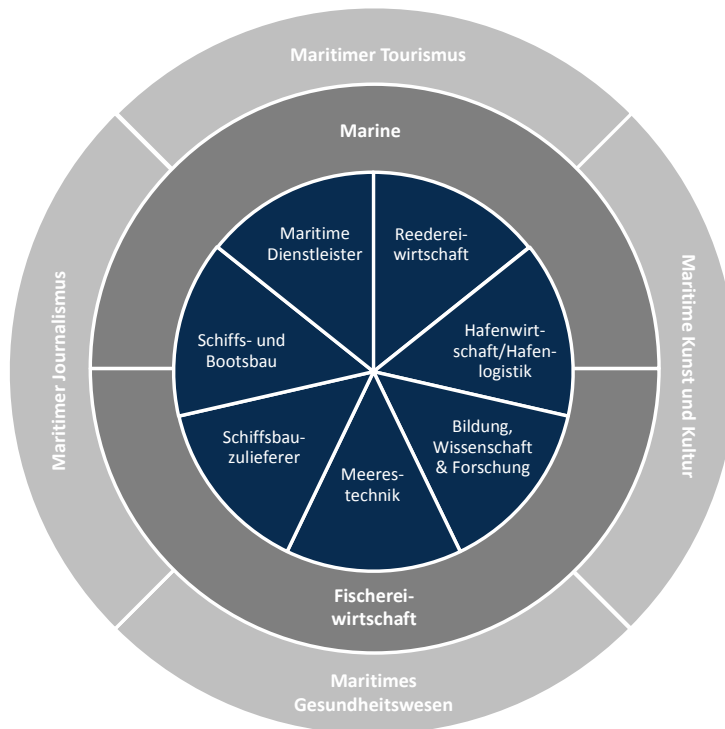 Maritimer Tourismus
Marine
Maritime
Dienstleister
Reederei-
wirtschaft
Schiffs- und
Bootsbau
Hafenwirt-
schaft/Hafen-
logistik
Schiffsbau-
zulieferer
Meeres-
technik
Bildung,
Wissenschaft
& Forschung
Maritimer Journalismus
Maritime Kunst und Kultur
Fischerei-
wirtschaft
Maritimes
Gesundheitswesen